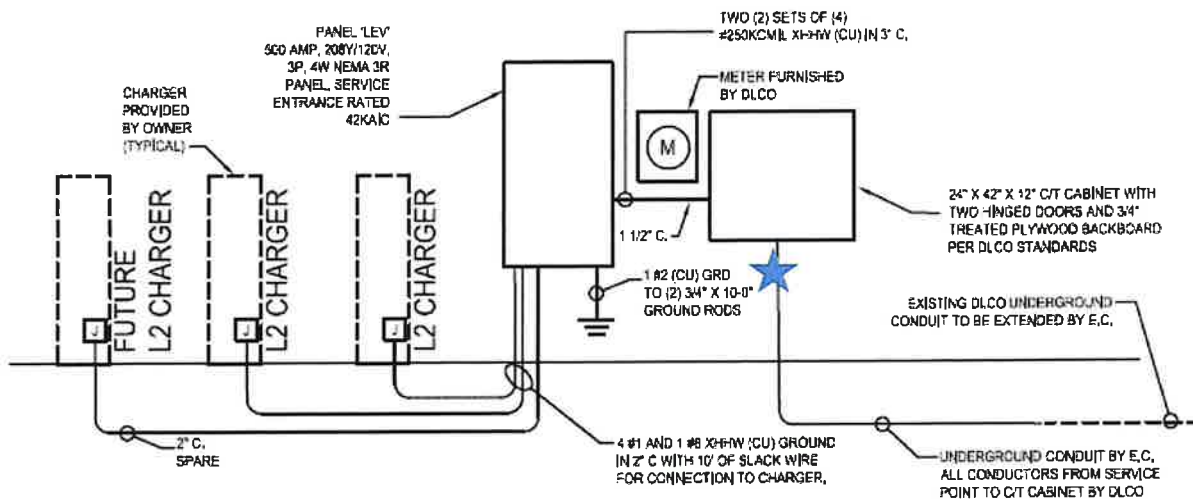 TWO (2) SETS OF (4)
#250KCMIL XHHW (CU) IN 3" C.
PANEL 'LEV'
500 AMP, 208Y/120V,
3P, 4W NEMA 3R
PANEL, SERVICE
ENTRANCE RATED
42KAIC
METER FURNISHED
BY DLCO
M
CHARGER
PROVIDED
BY OWNER
(TYPICAL)
24" X 42" X 12" C/T CABINET WITH
TWO HINGED DOORS AND 3/4"
TREATED PLYWOOD BACKBOARD
PER DLCO STANDARDS
1 1/2" C.
1 #2 (CU) GRD
TO (2) 3/4" X 10-0"
GROUND RODS
EXISTING DLCO UNDERGROUND
CONDUIT TO BE EXTENDED BY E.C.
FUTURE
L2 CHARGER
L2 CHARGER
L2 CHARGER
J
J
J
2" C.
SPARE
4 #1 AND 1 #8 XHHW (CU) GROUND
IN 2" C WITH 10' OF SLACK WIRE
FOR CONNECTION TO CHARGER.
UNDERGROUND CONDUIT BY E.C.
ALL CONDUCTORS FROM SERVICE
POINT TO C/T CABINET BY DLCO